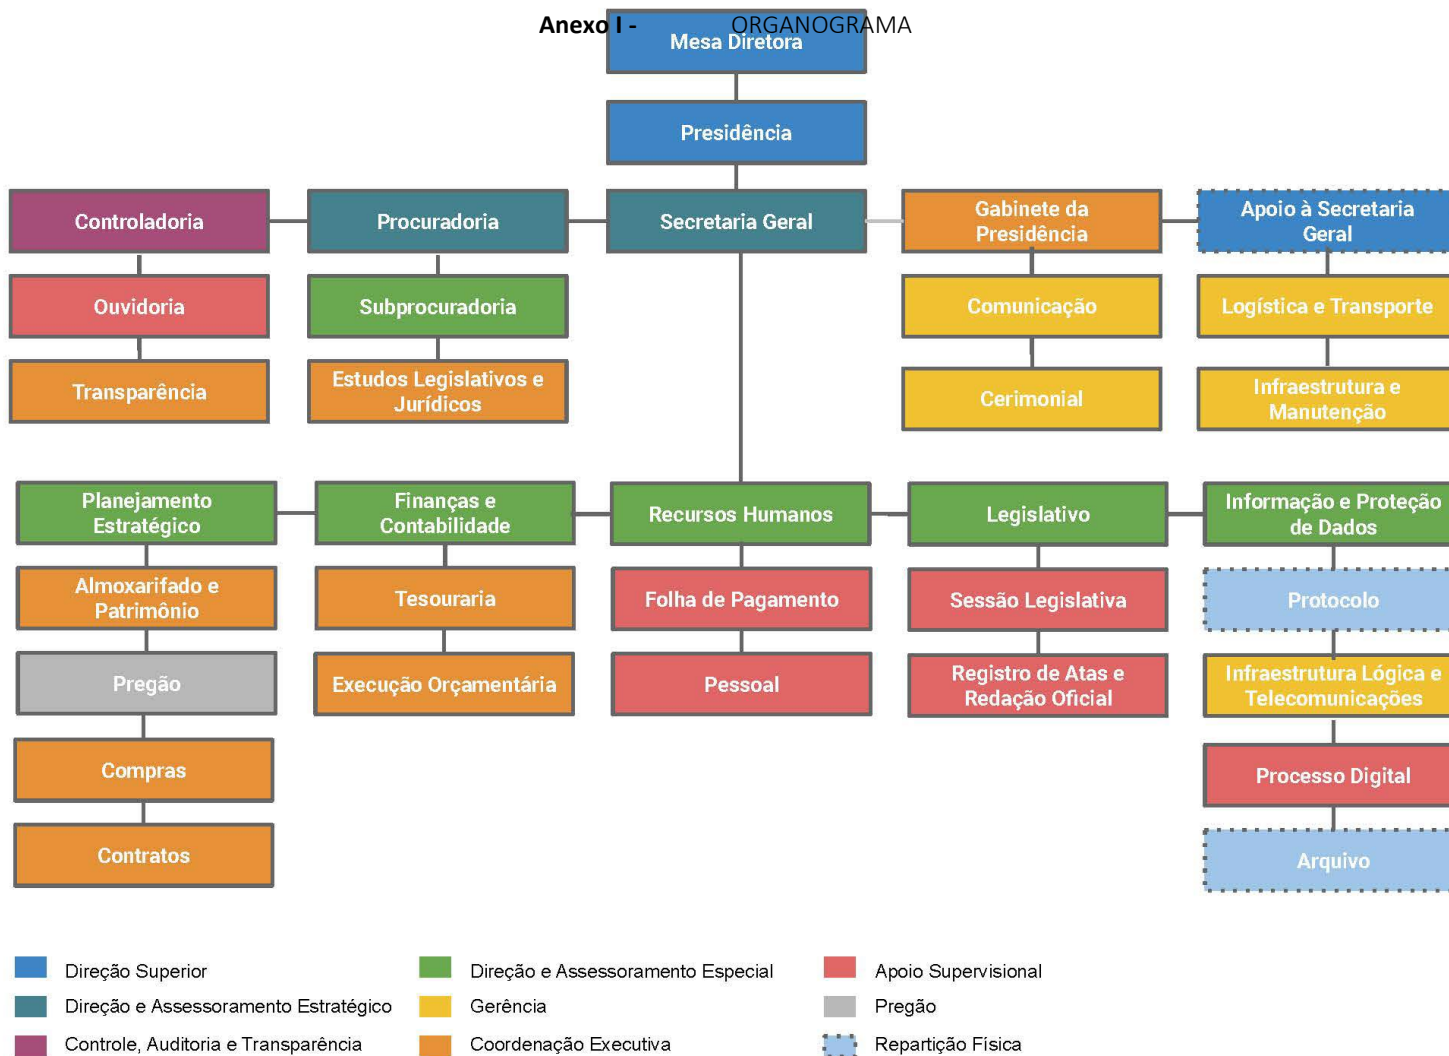 Anexo I - ORGANOGRAMA
Mesa Diretora
Presidência
Controladoria
Procuradoria
Secretaria Geral
Gabinete da
Presidência
Apoio à Secretaria
Geral
Ouvidoria
Subprocuradoria
Comunicação
Logística e Transporte
Transparência
Estudos Legislativos e
Jurídicos
Cerimonial
Infraestrutura e
Manutenção
Planejamento
Estratégico
Finanças e
Contabilidade
Recursos Humanos
Legislativo
Informação e Proteção
de Dados
Almoxarifado e
Patrimônio
Tesouraria
Folha de Pagamento
Sessão Legislativa
Protocolo
Pregão
Execução Orçamentária
Pessoal
Registro de Atas e
Redação Oficial
Infraestrutura Lógica e
Telecomunicações
Compras
Processo Digital
Contratos
Arquivo
Direção Superior
Direção e Assessoramento Especial
Apoio Supervisional
Direção e Assessoramento Estratégico
Gerência
Pregão
Controle, Auditoria e Transparência
Coordenação Executiva
Repartição Física